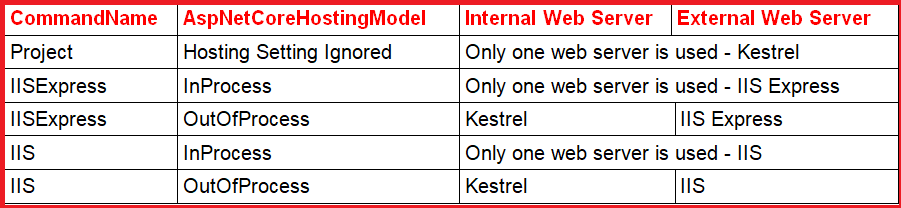 CommandName AspNetCoreHostingModel Internal Web Server External Web Server
Project Hosting Setting Ignored Only one web server is used - Kestrel
IISExpress InProcess Only one web server is used - IIS Express
IISExpress OutOfProcess Kestrel IIS Express
IIS InProcess Only one web server is used - IIS
IIS OutOfProcess Kestrel IIS